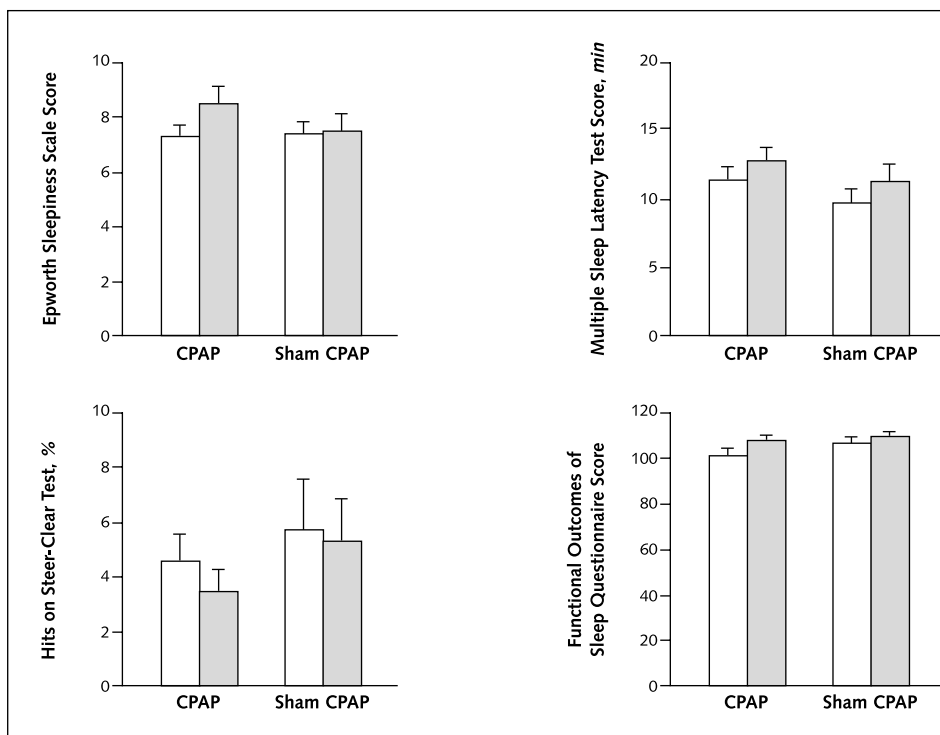 Epworth Sleepiness Scale Score
10
8
6
4
2
0
CPAP
Sham CPAP
Multiple Sleep Latency Test Score, min
20
15
10
5
0
CPAP
Sham CPAP
Hits on Steer-Clear Test, %
10
8
6
4
2
0
CPAP
Sham CPAP
Functional Outcomes of
Sleep Questionnaire Score
120
100
80
60
40
20
0
CPAP
Sham CPAP